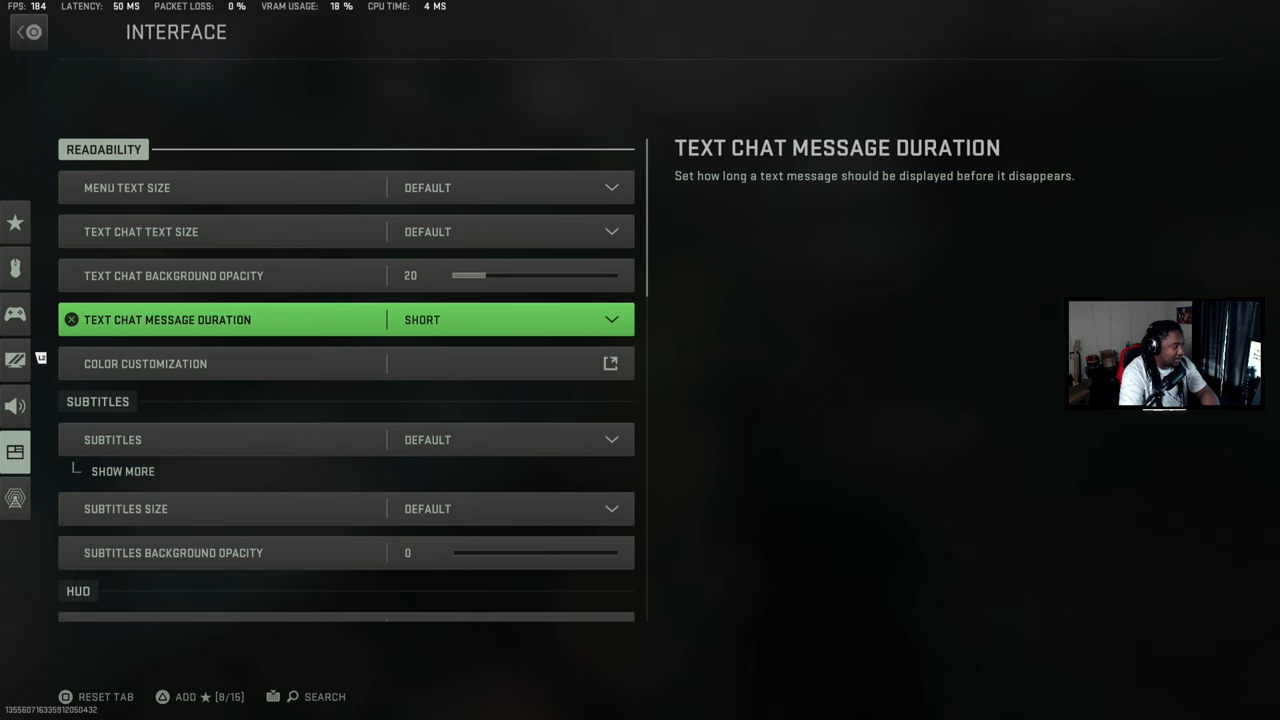 FPS: 184 LATENCY: 50 MS PACKET LOSS: 0 % VRAM USAGE: 18 % CPU TIME: 4 MS
INTERFACE
READABILITY
MENU TEXT SIZE DEFAULT
TEXT CHAT TEXT SIZE DEFAULT
TEXT CHAT BACKGROUND OPACITY 20
TEXT CHAT MESSAGE DURATION SHORT
COLOR CUSTOMIZATION
SUBTITLES
SUBTITLES DEFAULT
SHOW MORE
SUBTITLES SIZE DEFAULT
SUBTITLES BACKGROUND OPACITY 0
HUD
TEXT CHAT MESSAGE DURATION
Set how long a text message should be displayed before it disappears.
L2
RESET TAB ADD ★ [8/15] SEARCH
13556071633591205​0432